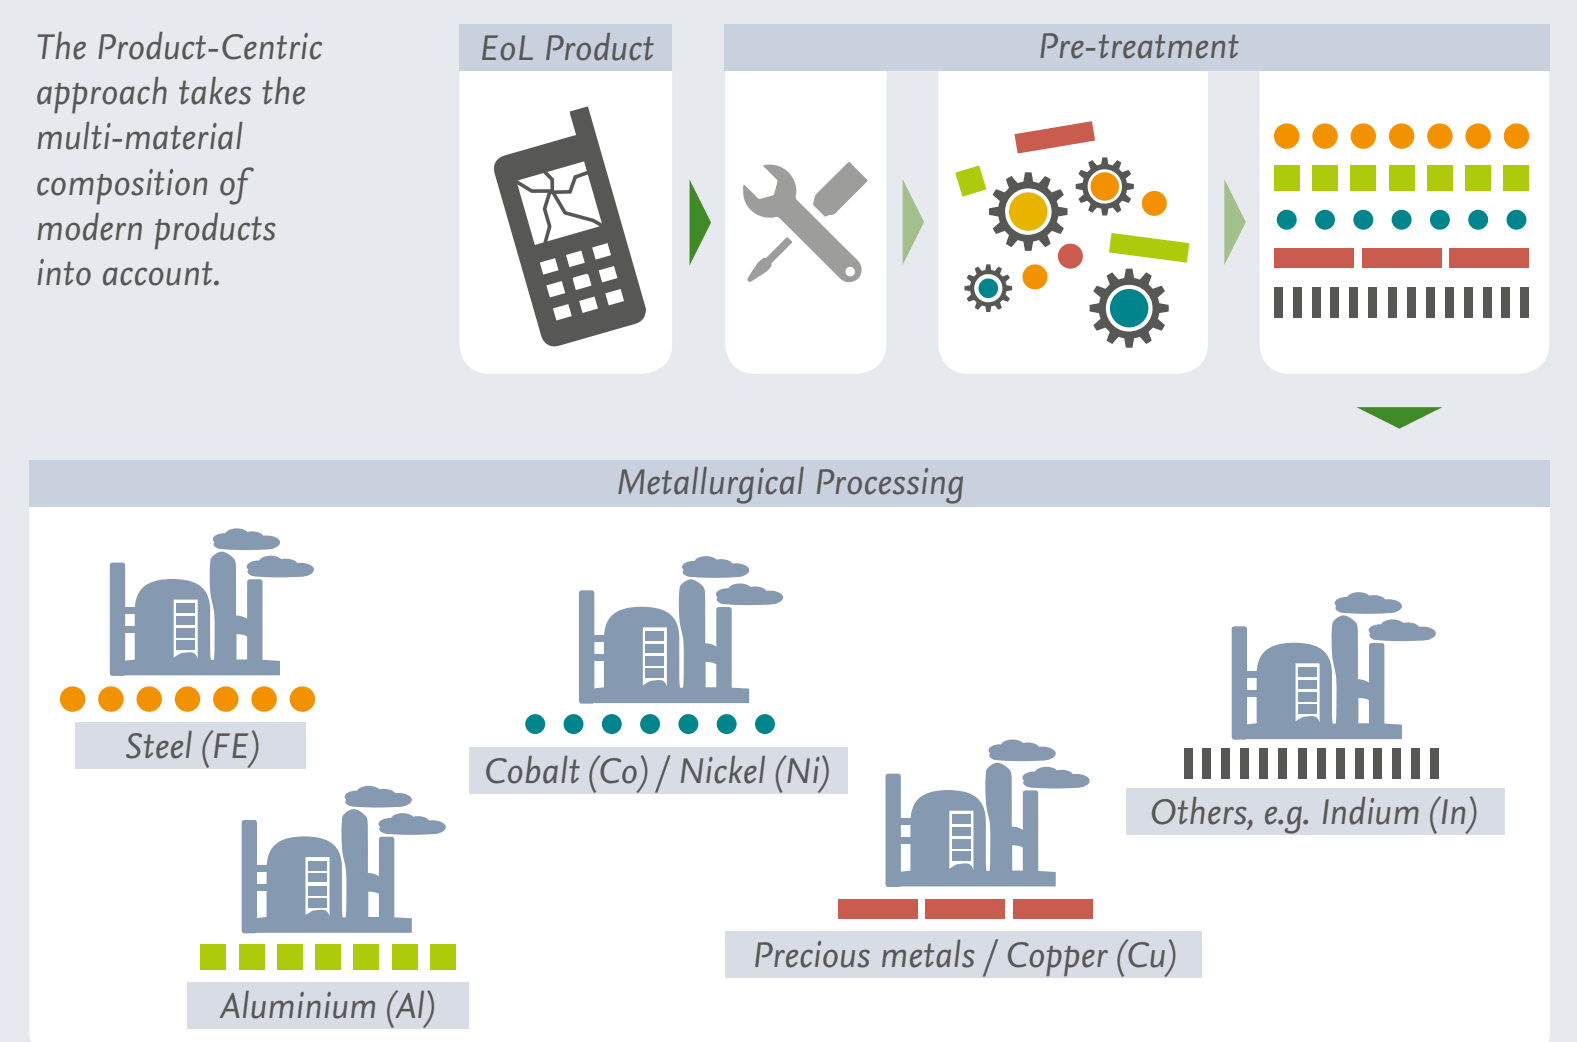 The Product-Centric
approach takes the
multi-material
composition of
modern products
into account.
EoL Product
Pre-treatment
Metallurgical Processing
Steel (FE)
Cobalt (Co) / Nickel (Ni)
Others, e.g. Indium (In)
Precious metals / Copper (Cu)
Aluminium (Al)